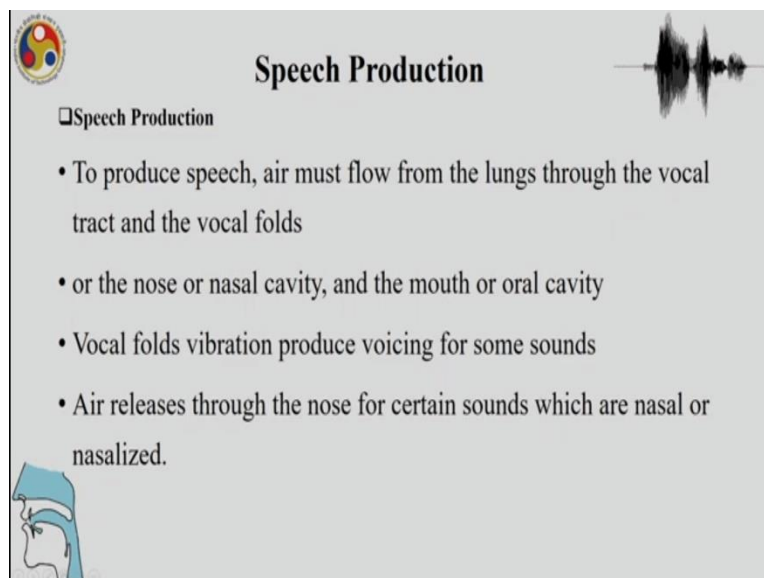 Speech Production
❑Speech Production
• To produce speech, air must flow from the lungs through the vocal
tract and the vocal folds
• or the nose or nasal cavity, and the mouth or oral cavity
• Vocal folds vibration produce voicing for some sounds
• Air releases through the nose for certain sounds which are nasal or
nasalized.